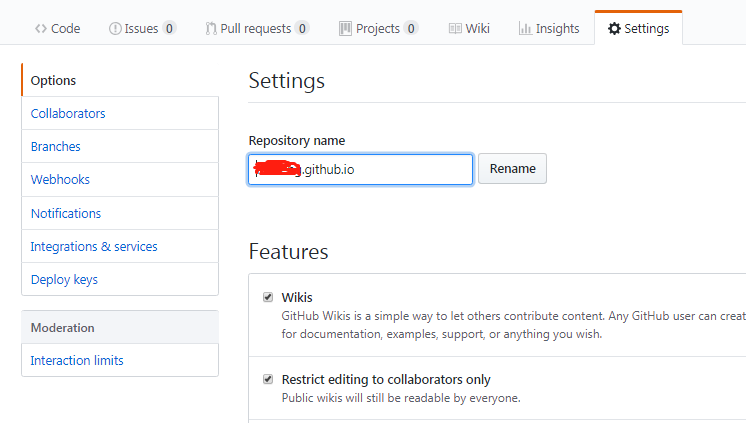 Code Issues 0 Pull requests 0 Projects 0 Wiki Insights Settings
Options
Collaborators
Branches
Webhooks
Notifications
Integrations & services
Deploy keys
Moderation
Interaction limits
Settings
Repository name
.github.io Rename
Features
Wikis
GitHub Wikis is a simple way to let others contribute content. Any GitHub user can creat
for documentation, examples, support, or anything you wish.
Restrict editing to collaborators only
Public wikis will still be readable by everyone.